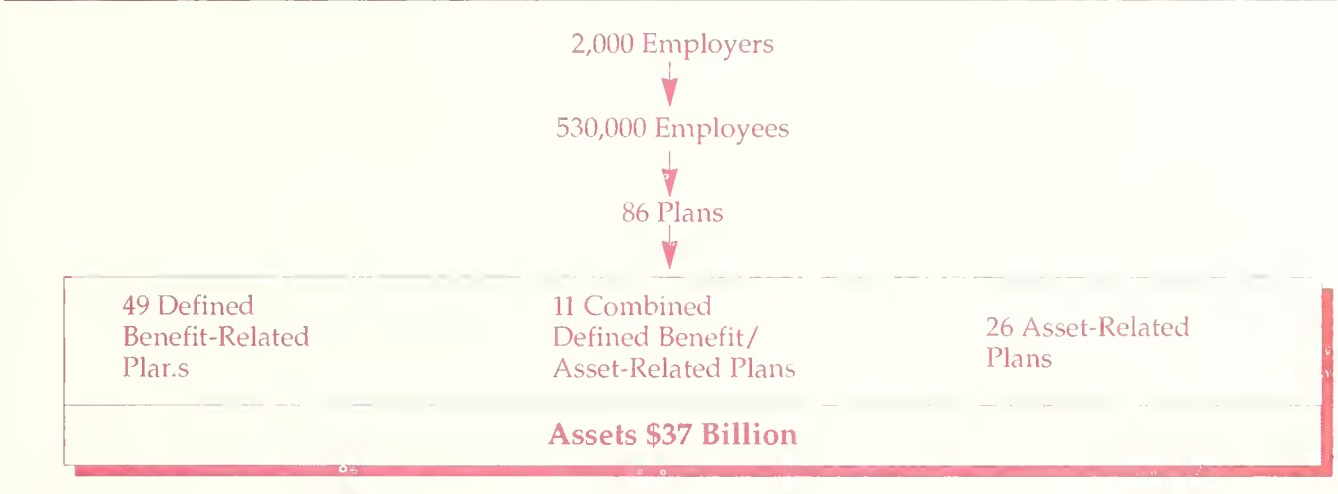 2,000 Employers
530,000 Employees
86 Plans
49 Defined
Benefit-Related
Plar.s
11 Combined
Defined Benefit/
Asset-Related Plans
26 Asset-Related
Plans
Assets $37 Billion